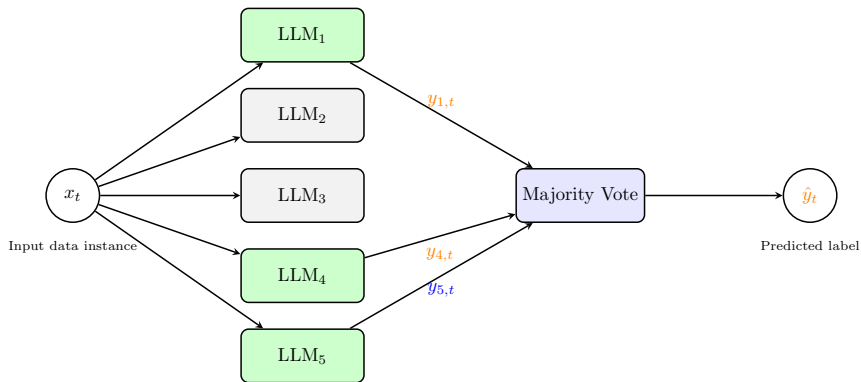 LLM₁
LLM₂
LLM₃
LLM₄
LLM₅
xₜ
Input data instance
y₁,ₜ
y₄,ₜ
y₅,ₜ
Majority Vote
ŷₜ
Predicted label